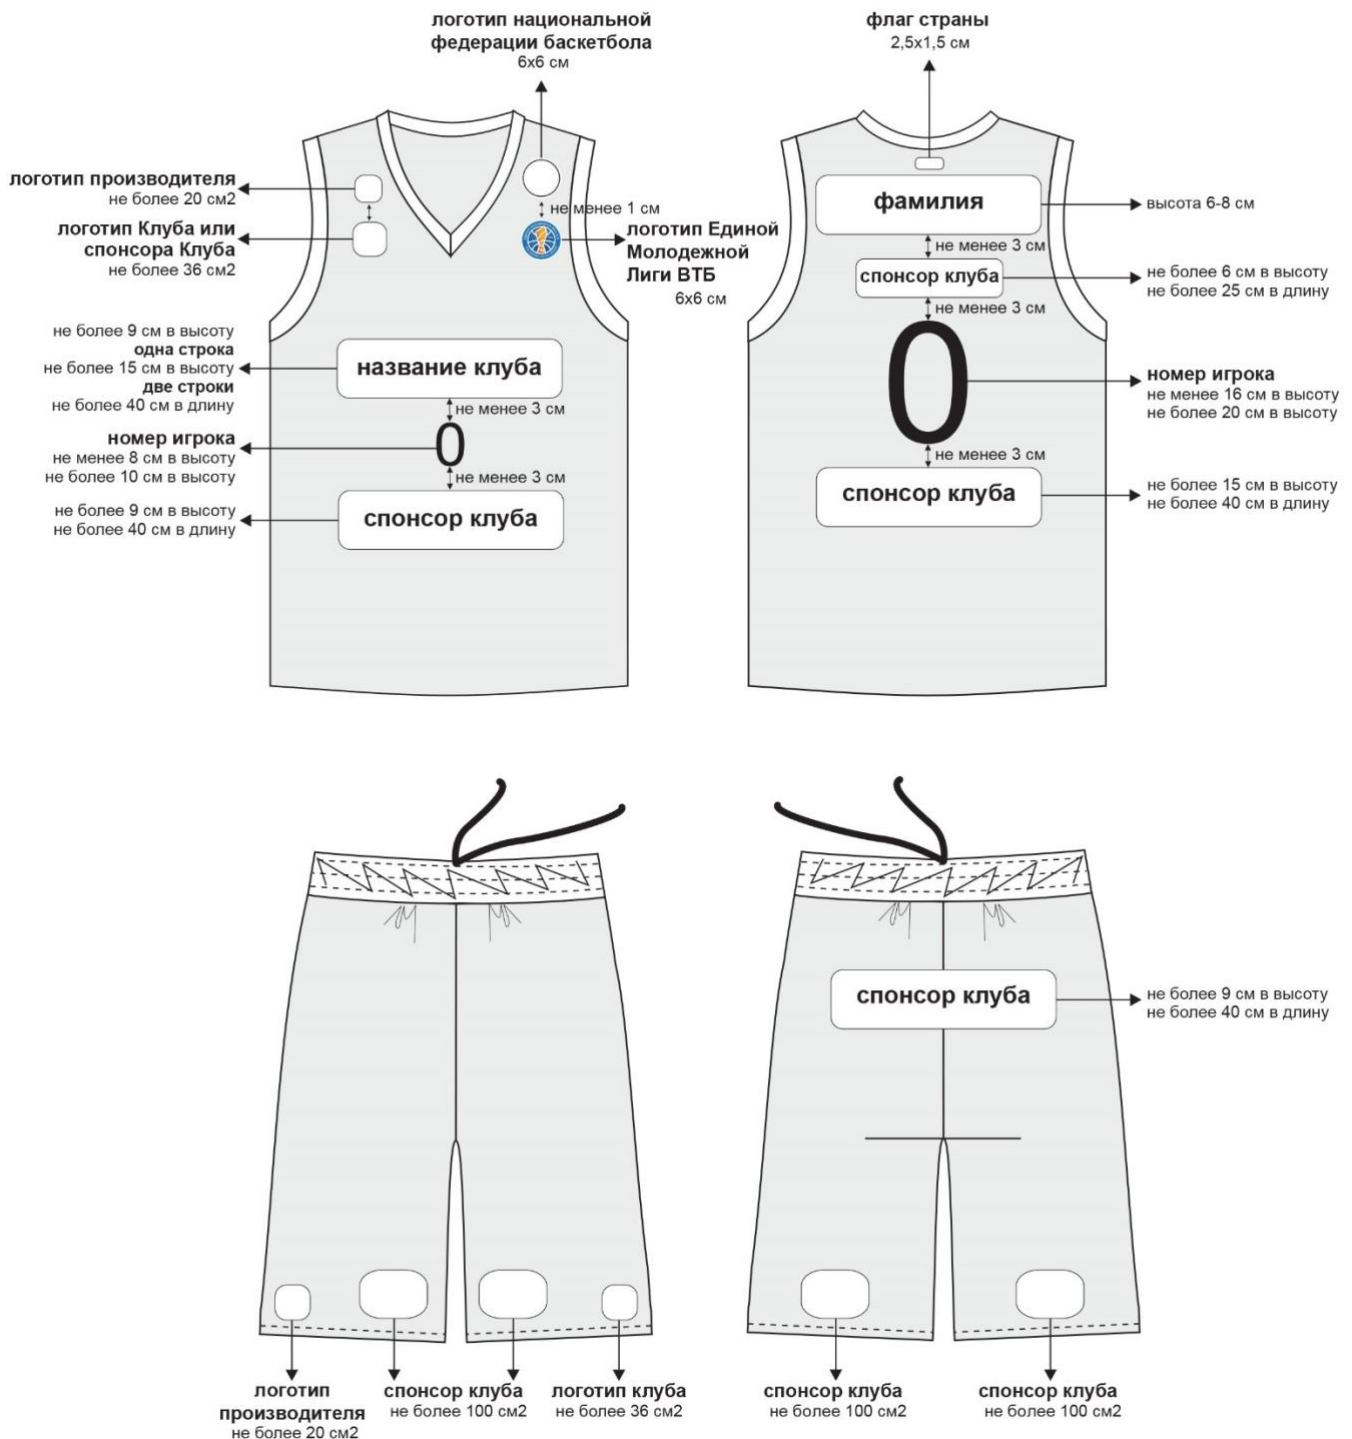 логотип национальной
федерации баскетбола
6х6 см
флаг страны
2,5х1,5 см
логотип производителя
не более 20 см2
логотип Клуба или
спонсора Клуба
не более 36 см2
не менее 1 см
логотип Единой
Молодежной
Лиги ВТБ
6х6 см
не более 9 см в высоту
одна строка
не более 15 см в высоту
две строки
не более 40 см в длину
название клуба
не менее 3 см
номер игрока
не менее 8 см в высоту
не более 10 см в высоту
0
не менее 3 см
не более 9 см в высоту
не более 40 см в длину
спонсор клуба
фамилия
высота 6-8 см
не менее 3 см
спонсор клуба
не более 6 см в высоту
не более 25 см в длину
не менее 3 см
0
номер игрока
не менее 16 см в высоту
не более 20 см в высоту
не менее 3 см
спонсор клуба
не более 15 см в высоту
не более 40 см в длину
спонсор клуба
не более 9 см в высоту
не более 40 см в длину
логотип
производителя
не более 20 см2
спонсор клуба
не более 100 см2
логотип клуба
не более 36 см2
спонсор клуба
не более 100 см2
спонсор клуба
не более 100 см2